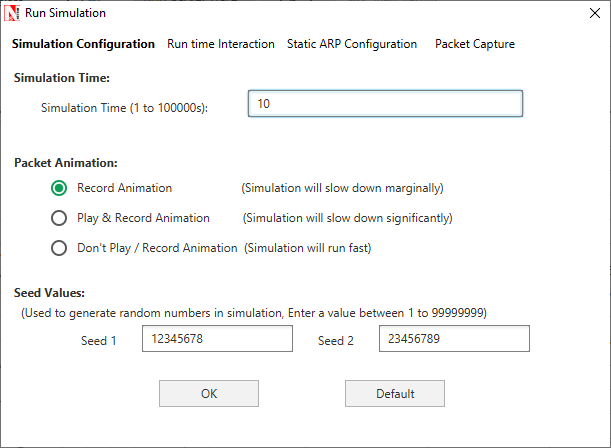 Run Simulation
Simulation Configuration Run time Interaction Static ARP Configuration Packet Capture
Simulation Time:
Simulation Time (1 to 100000s): 10
Packet Animation:
Record Animation (Simulation will slow down marginally)
Play & Record Animation (Simulation will slow down significantly)
Don't Play / Record Animation (Simulation will run fast)
Seed Values:
(Used to generate random numbers in simulation, Enter a value between 1 to 99999999)
Seed 1 12345678 Seed 2 23456789
OK Default